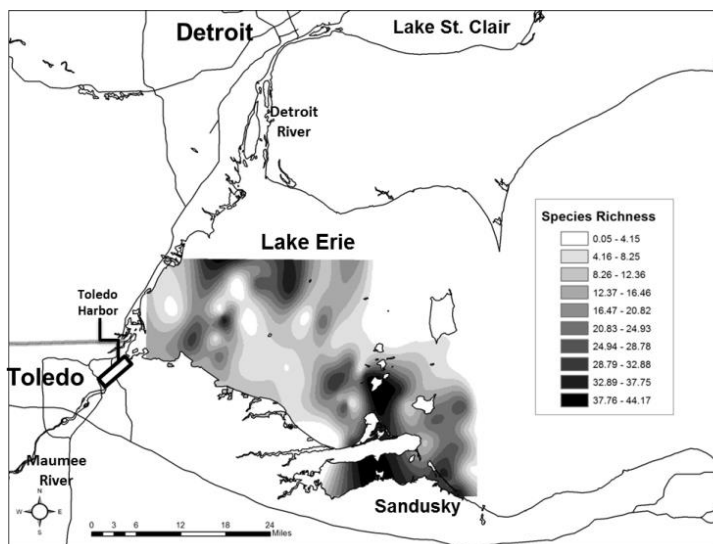 Detroit
Lake St. Clair
Detroit
River
Lake Erie
Species Richness
0.05 - 4.15
4.16 - 8.25
8.26 - 12.36
12.37 - 16.46
16.47 - 20.82
20.83 - 24.93
24.94 - 28.78
28.79 - 32.88
32.89 - 37.75
37.76 - 44.17
Toledo
Harbor
Toledo
Maumee
River
Sandusky
N
W E
S
0 3 6 12 18 24
Miles